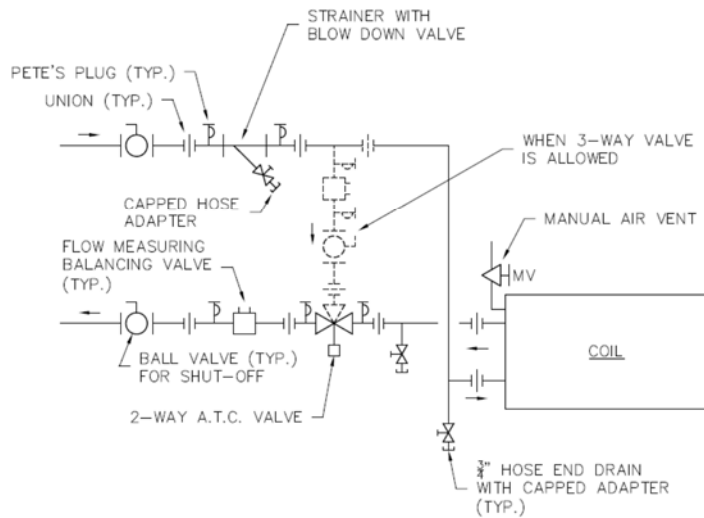 STRAINER WITH
BLOW DOWN VALVE
PETE'S PLUG (TYP.)
UNION (TYP.)
WHEN 3-WAY VALVE
IS ALLOWED
CAPPED HOSE
ADAPTER
MANUAL AIR VENT
FLOW MEASURING
BALANCING VALVE
(TYP.)
MV
BALL VALVE (TYP.)
FOR SHUT-OFF
COIL
2-WAY A.T.C. VALVE
¾" HOSE END DRAIN
WITH CAPPED ADAPTER
(TYP.)